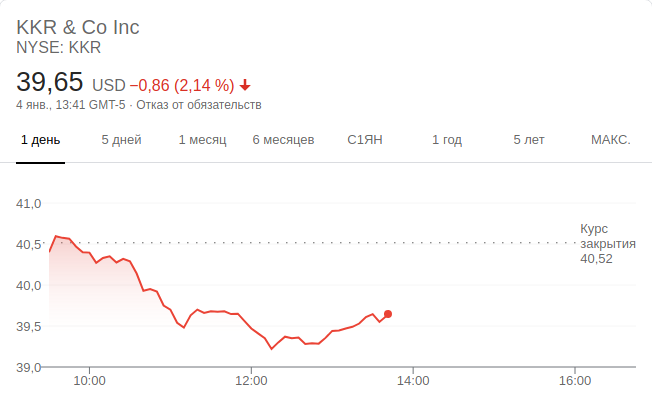 KKR & Co Inc
NYSE: KKR
39,65 USD −0,86 (2,14 %)
4 янв., 13:41 GMT-5 · Отказ от обязательств
1 день 5 дней 1 месяц 6 месяцев С1ЯН 1 год 5 лет МАКС.
41,0
Курс
40,5 закрытия
40,52
40,0
39,5
39,0
10:00 12:00 14:00 16:00